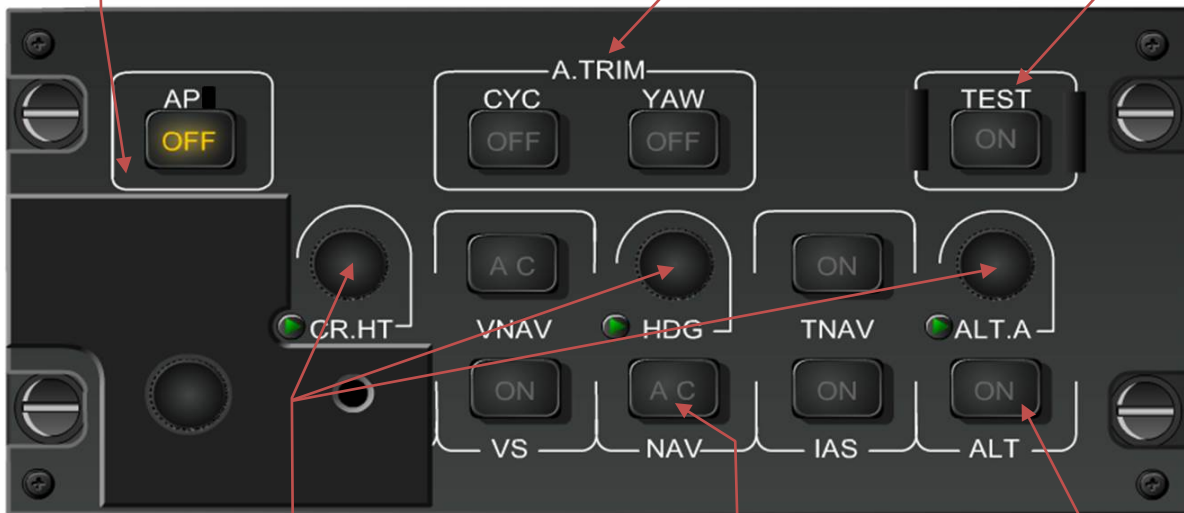 A.TRIM
AP CYC YAW TEST
OFF OFF OFF ON
A C ON
CR.HT VNAV HDG TNAV ALT.A
ON A C ON ON
VS NAV IAS ALT